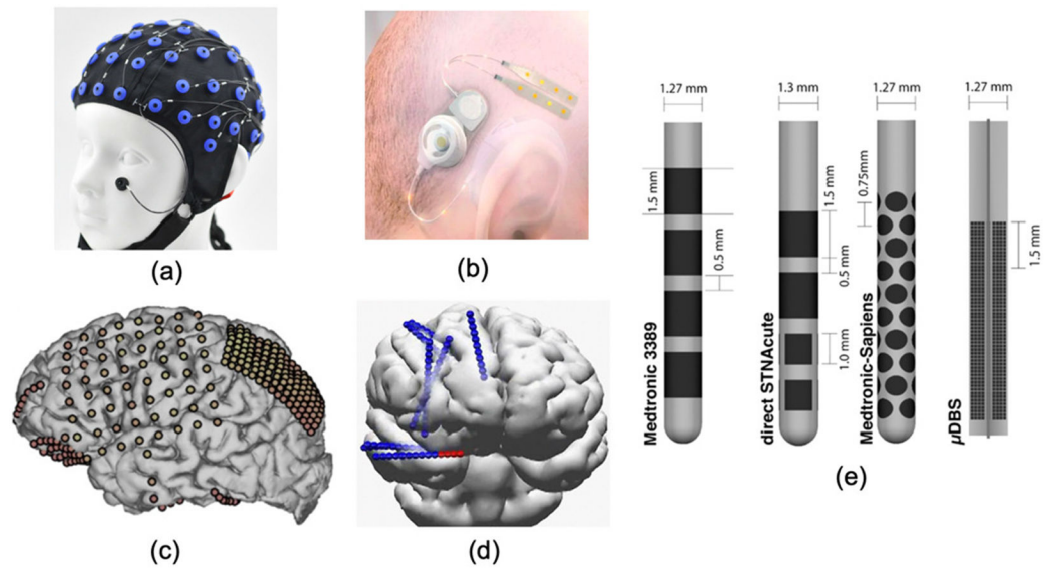 (a)
(b)
(c)
(d)
1.27 mm
1.3 mm
1.27 mm
1.27 mm
1.5 mm
0.5 mm
Medtronic 3389
1.5 mm
0.5 mm
1.0 mm
direct STNAcute
0.75mm
Medtronic-Sapiens
1.5 mm
µDBS
(e)